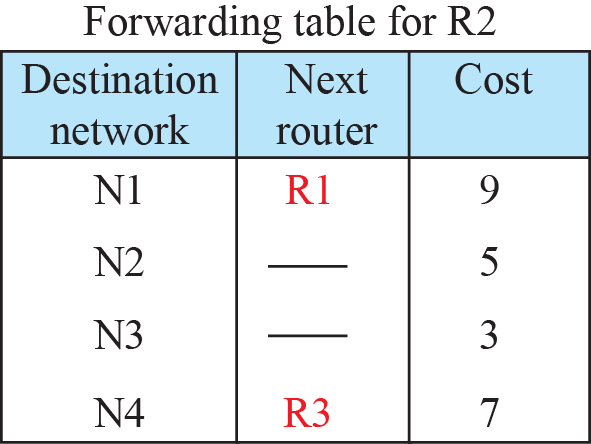 Forwarding table for R2
Destination network Next router Cost
N1 R1 9
N2 —— 5
N3 —— 3
N4 R3 7